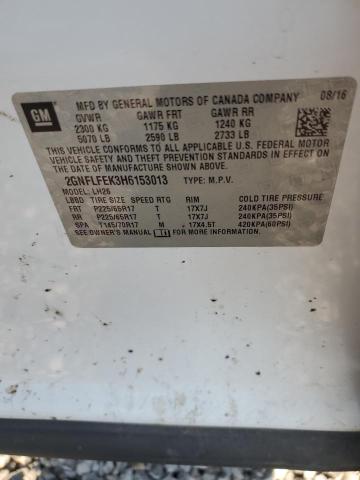 GM
MFD BY GENERAL MOTORS OF CANADA COMPANY 08/16
GVWR GAWR FRT GAWR RR
2300 KG 1175 KG 1240 KG
5070 LB 2590 LB 2733 LB
THIS VEHICLE CONFORMS TO ALL APPLICABLE U.S. FEDERAL
MOTOR VEHICLE SAFETY, AND THEFT PREVENTION STANDARDS IN
EFFECT ON THE DATE OF MANUFACTURE SHOWN ABOVE.
2GNFLFEK3H6153013 TYPE: M.P.V.
MODEL: LH26
LBRD TIRE SIZE SPEED RTG RIM COLD TIRE PRESSURE
FRT P225/65R17 T 17X7J 240KPA(35PSI)
RR P225/65R17 T 17X7J 240KPA(35PSI)
SPA T145/70R17 M 17X4.5T 420KPA(60PSI)
SEE OWNER'S MANUAL FOR MORE INFORMATION.